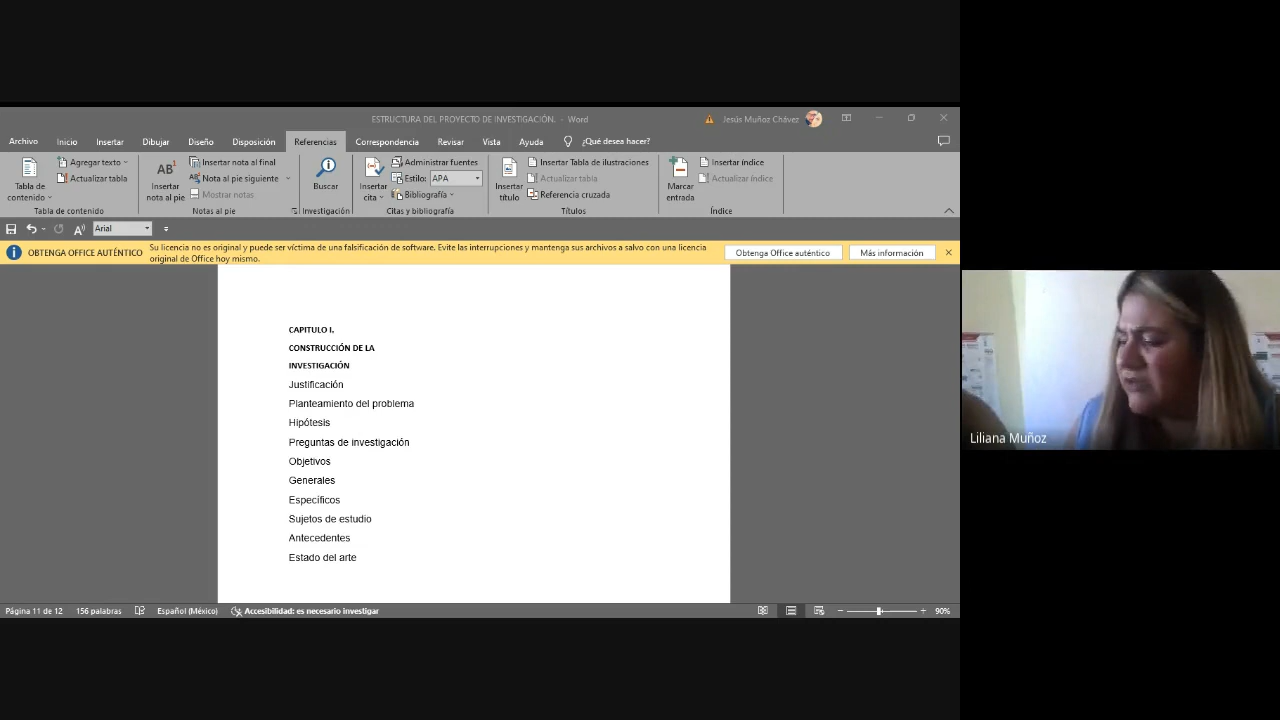 ESTRUCTURA DEL PROYECTO DE INVESTIGACIÓN. - Word
Jesús Muñoz Chávez
Archivo Inicio Insertar Dibujar Diseño Disposición Referencias Correspondencia Revisar Vista Ayuda ¿Qué desea hacer?
Tabla de contenido
Agregar texto
Actualizar tabla
Tabla de contenido
AB1
Insertar nota al pie
Insertar nota al final
Nota al pie siguiente
Mostrar notas
Notas al pie
Buscar
Investigación
Insertar cita
Administrar fuentes
Estilo: APA
Bibliografía
Citas y bibliografía
Insertar título
Insertar Tabla de ilustraciones
Actualizar tabla
Referencia cruzada
Títulos
Marcar entrada
Insertar índice
Actualizar índice
Índice
Arial
OBTENGA OFFICE AUTÉNTICO
Su licencia no es original y puede ser víctima de una falsificación de software. Evite las interrupciones y mantenga sus archivos a salvo con una licencia
original de Office hoy mismo.
Obtenga Office auténtico
Más información
CAPITULO I.
CONSTRUCCIÓN DE LA
INVESTIGACIÓN
Justificación
Planteamiento del problema
Hipótesis
Preguntas de investigación
Objetivos
Generales
Específicos
Sujetos de estudio
Antecedentes
Estado del arte
Página 11 de 12 156 palabras Español (México) Accesibilidad: es necesario investigar 90%
Liliana Muñoz